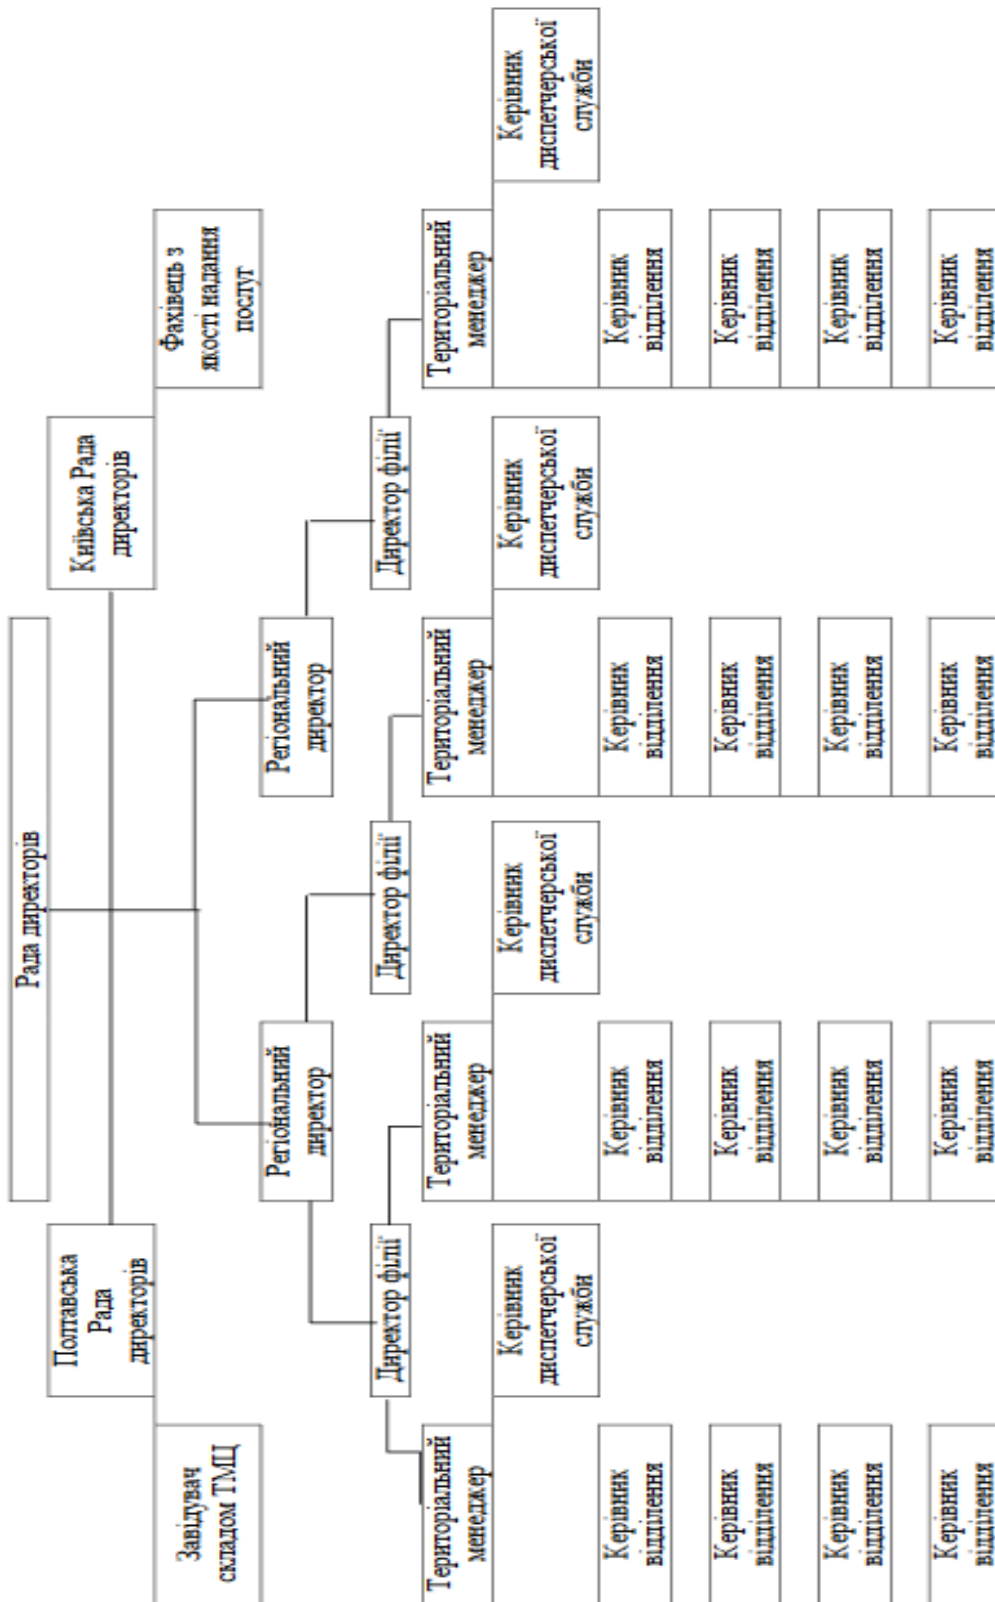 Рада директорів
Полтавська
Рада
директорів
Київська Рада
директорів
Завідувач
складом ТМЦ
Фахівець з
якості надання
послуг
Регіональний
директор
Регіональний
директор
Директор філії
Директор філії
Директор філії
Територіальний
менеджер
Територіальний
менеджер
Територіальний
менеджер
Територіальний
менеджер
Керівник
диспетчерської
служби
Керівник
диспетчерської
служби
Керівник
диспетчерської
служби
Керівник
диспетчерської
служби
Керівник
відділення
Керівник
відділення
Керівник
відділення
Керівник
відділення
Керівник
відділення
Керівник
відділення
Керівник
відділення
Керівник
відділення
Керівник
відділення
Керівник
відділення
Керівник
відділення
Керівник
відділення
Керівник
відділення
Керівник
відділення
Керівник
відділення
Керівник
відділення